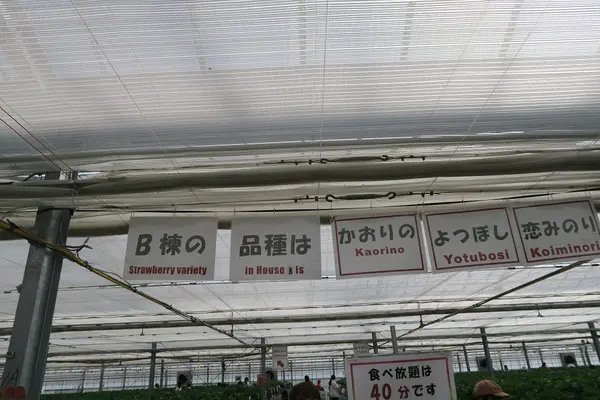 B棟の
Strawberry variety
品種は
in House B is
かおりの
Kaorino
よつぼし
Yotubosi
恋みのり
Koiminori
食べ放題は
40分です